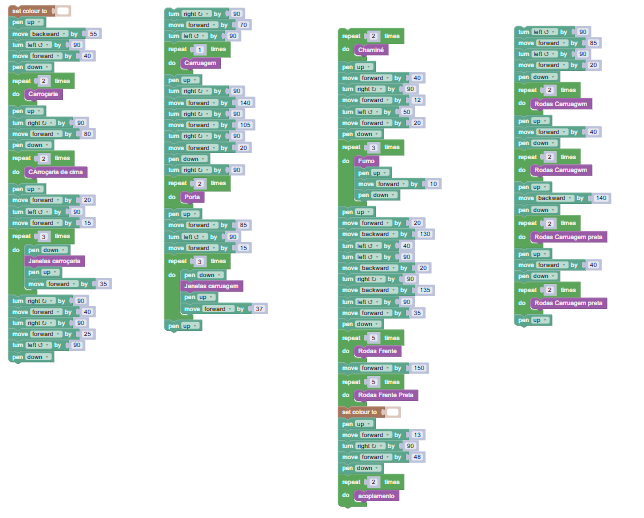 set colour to
pen up
move backward by 55
turn left ↺ by 90
move forward by 40
pen down
repeat 2 times
do Carroçaria
pen up
turn right ↻ by 90
move forward by 80
pen down
repeat 2 times
do CArroçaria de cima
pen up
move forward by 20
turn left ↺ by 90
move forward by 15
repeat 3 times
do pen down
Janelas carroçaria
pen up
move forward by 35
turn right ↻ by 90
move forward by 40
turn right ↻ by 90
move forward by 25
turn left ↺ by 90
pen down
turn right ↻ by 90
move forward by 70
turn left ↺ by 90
repeat 1 times
do Carruagem
pen up
turn right ↻ by 90
move forward by 140
turn right ↻ by 90
move forward by 105
turn right ↻ by 90
move forward by 20
pen down
turn right ↻ by 90
repeat 2 times
do Porta
pen up
move forward by 85
turn left ↺ by 90
move forward by 15
repeat 3 times
do pen down
Janelas carruagem
pen up
move forward by 37
pen up
repeat 2 times
do Chaminé
pen up
move forward by 40
turn right ↻ by 90
move forward by 12
turn left ↺ by 50
move forward by 20
pen down
repeat 3 times
do Fumo
pen up
move forward by 10
pen down
pen up
move forward by 20
move backward by 130
turn left ↺ by 40
turn left ↺ by 90
move backward by 20
turn right ↻ by 90
move backward by 135
turn left ↺ by 90
move forward by 35
pen down
repeat 5 times
do Rodas Frente
move forward by 150
repeat 5 times
do Rodas Frente Preta
set colour to
pen up
move forward by 13
turn right ↻ by 90
move forward by 48
pen down
repeat 2 times
do acoplamento
turn left ↺ by 90
move forward by 85
turn left ↺ by 90
move forward by 20
pen down
repeat 2 times
do Rodas Carruagwm
pen up
move forward by 40
pen down
repeat 2 times
do Rodas Carruagwm
pen up
move backward by 140
pen down
repeat 2 times
do Rodas Carruagem preta
pen up
move forward by 40
pen down
repeat 2 times
do Rodas Carruagem preta
pen up